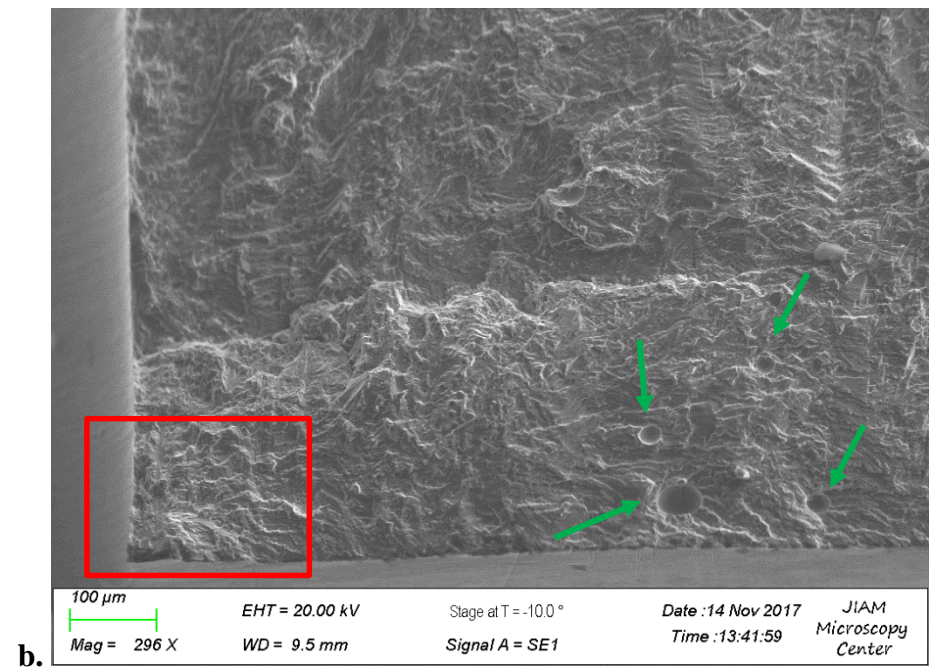 100 µm
Mag = 296 X
EHT = 20.00 kV
WD = 9.5 mm
Stage at T = -10.0 °
Signal A = SE1
Date :14 Nov 2017
Time :13:41:59
JIAM
Microscopy
Center
b.